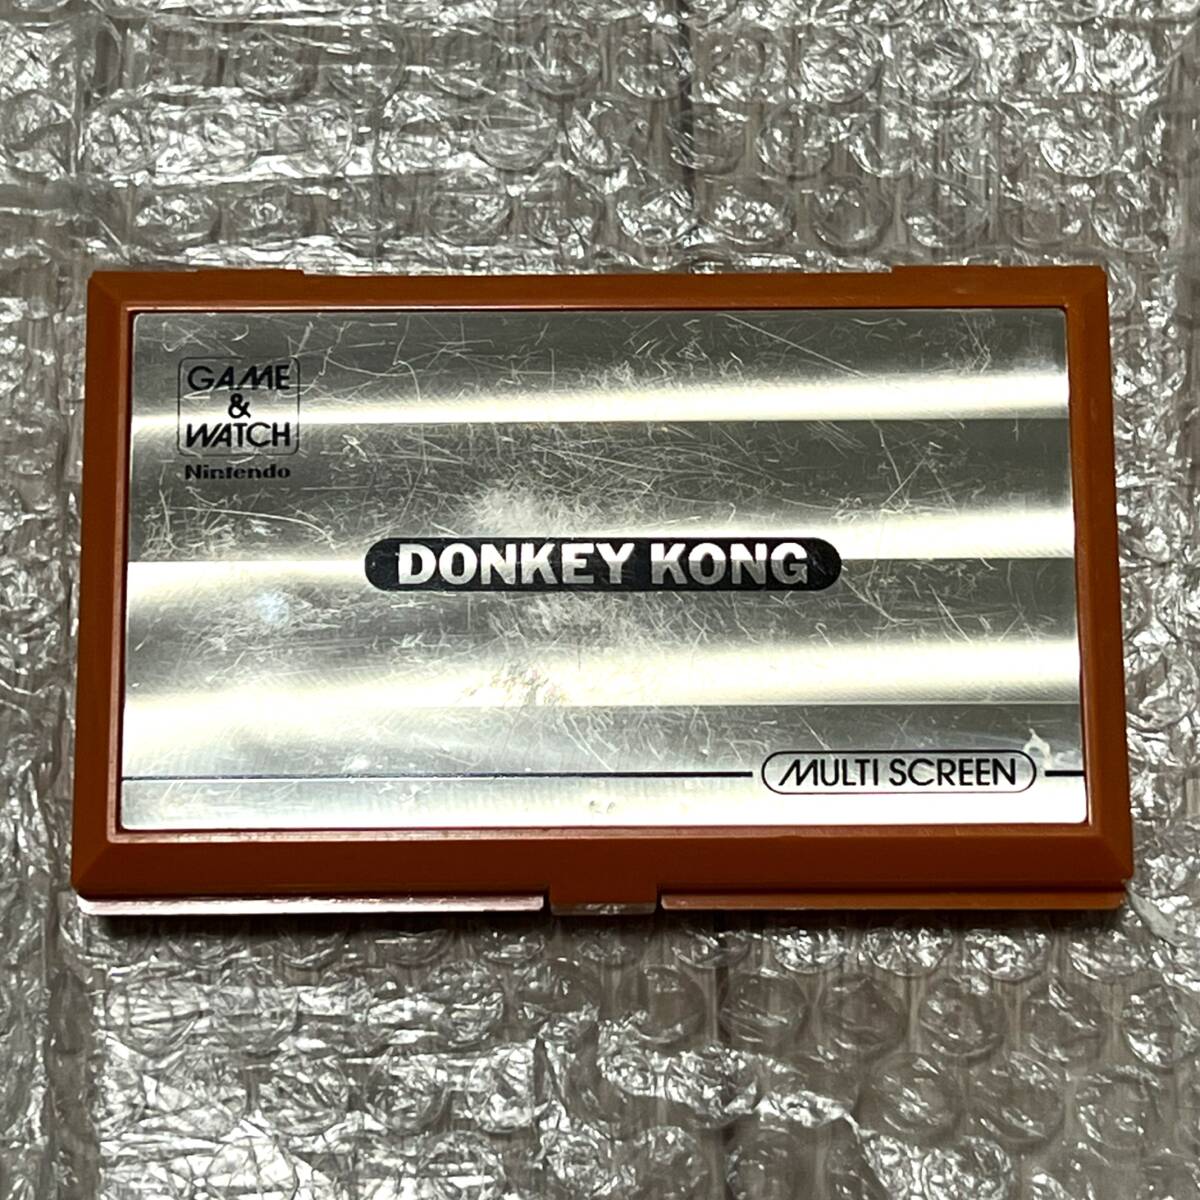 GAME
&
WATCH
Nintendo
DONKEY KONG
MULTI SCREEN